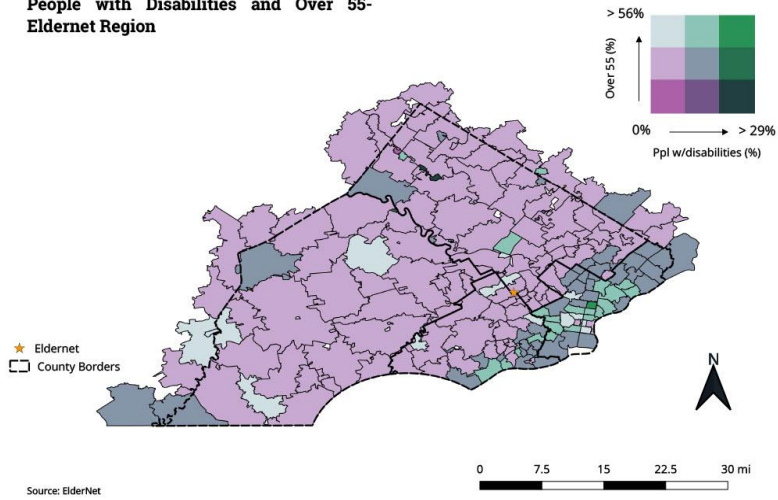 People with Disabilities and Over 55-
Eldernet Region
> 56%
Over 55 (%)
0%
> 29%
Ppl w/disabilities (%)
Eldernet
County Borders
N
0 7.5 15 22.5 30 mi
Source: ElderNet